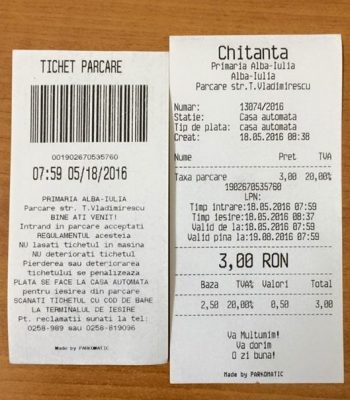 TICHET PARCARE
07:59 05/18/2016
001902670535760
PRIMARIA ALBA-IULIA
Parcare str. T.Vladimirescu
BINE ATI VENIT!
Intrand in parcare acceptati
REGULAMENTUL acesteia
NU lasati tichetul in masina
NU deteriorati tichetul
Pierderea sau deteriorarea
tichetului se penalizeaza
PLATA SE FACE LA CASA AUTOMATA
pentru iesirea din parcare
SCANATI TICHETUL CU COD DE BARE
LA TERMINALUL DE IESIRE
Pt. reclamatii sunati la tel:
0258-989 sau 0258-819096
Made by PARKOMATIC
Chitanta
Primaria Alba-Iulia
Alba-Iulia
Parcare str.T.Vladimirescu
Numar: 13074/2016
Statie: Casa automata
Tip de plata: casa automata
Creat: 18.05.2016 08:38
Nume Pret TVA
Taxa parcare 3,00 20,00%
1902670535760
LPN:
Timp intrare:18.05.2016 07:59
Timp iesire:18.05.2016 08:37
Valid de la:18.05.2016 07:59
Valid pina la:19.08.2016 07:59
3,00 RON
Baza TVA Valori Total
2,50 20,00% 0,50 3,00
Va Multumim!
Va dorim
O zi buna!
Made by PARKOMATIC